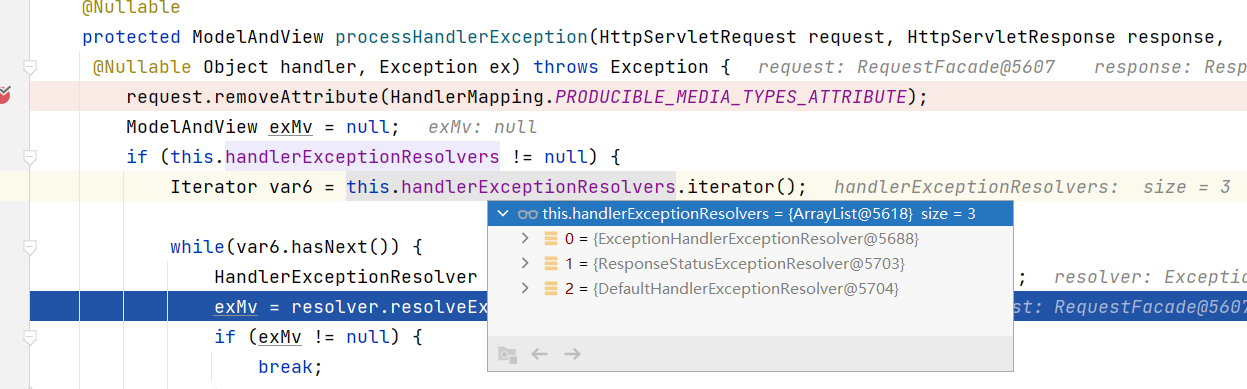 @Nullable
protected ModelAndView processHandlerException(HttpServletRequest request, HttpServletResponse response,
@Nullable Object handler, Exception ex) throws Exception { request: RequestFacade@5607 response: Resp
request.removeAttribute(HandlerMapping.PRODUCIBLE_MEDIA_TYPES_ATTRIBUTE);
ModelAndView exMv = null; exMv: null
if (this.handlerExceptionResolvers != null) {
Iterator var6 = this.handlerExceptionResolvers.iterator(); handlerExceptionResolvers: size = 3
this.handlerExceptionResolvers = {ArrayList@5618} size = 3
0 = {ExceptionHandlerExceptionResolver@5688}
1 = {ResponseStatusExceptionResolver@5703}
2 = {DefaultHandlerExceptionResolver@5704}
while(var6.hasNext()) {
HandlerExceptionResolver ; resolver: Exceptio
exMv = resolver.resolveEx st: RequestFacade@5607
if (exMv != null) {
break;